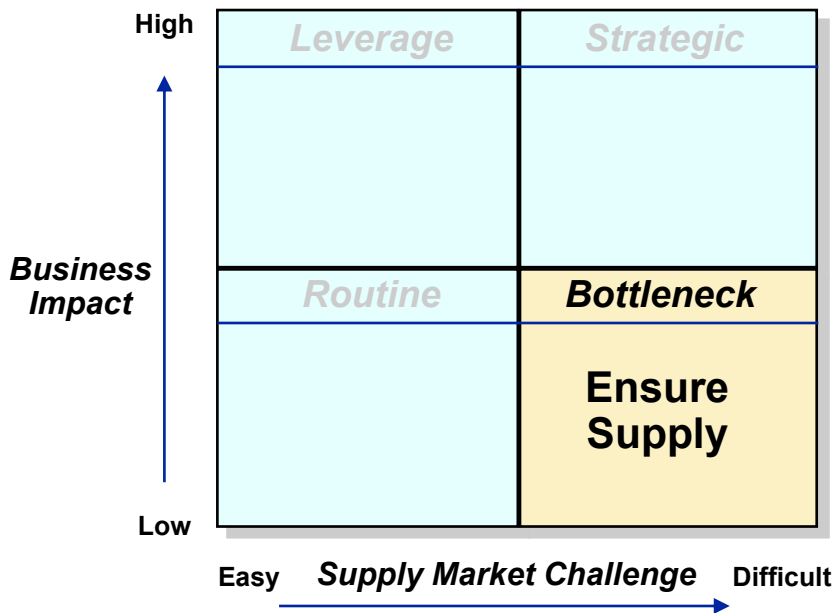 High
Leverage
Strategic
Business
Impact
Routine
Bottleneck
Ensure
Supply
Low
Easy
Supply Market Challenge
Difficult